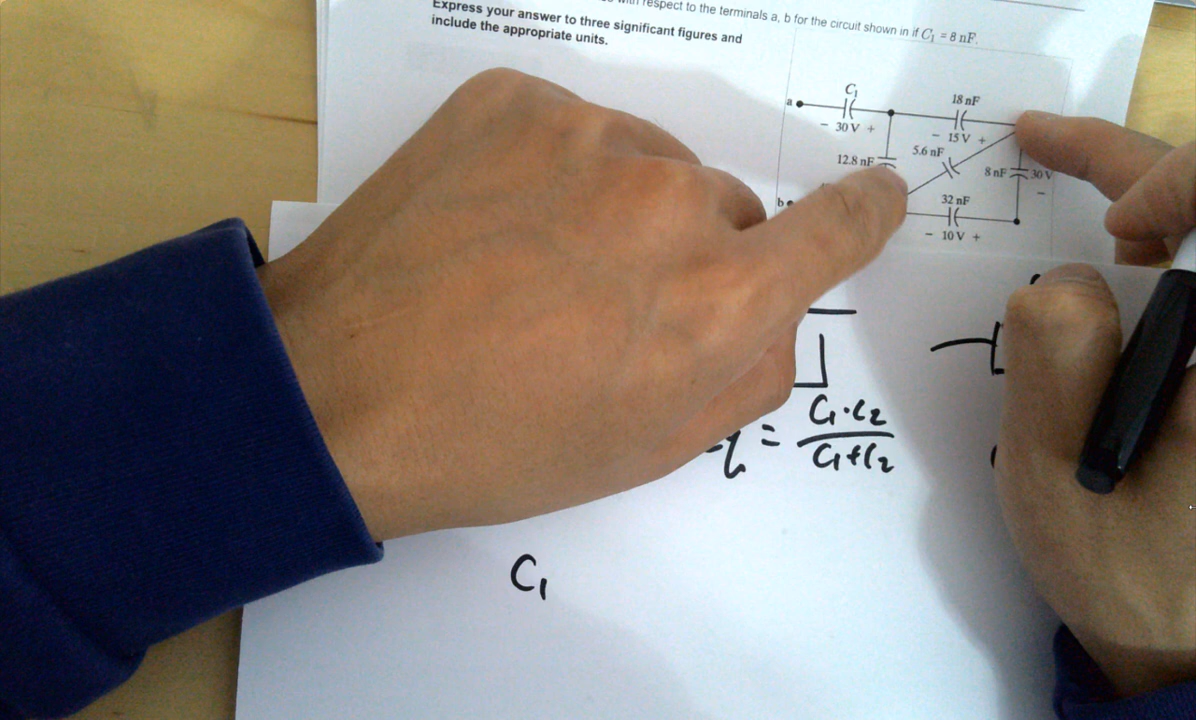 with respect to the terminals a, b for the circuit shown in if C₁ = 8 nF.
Express your answer to three significant figures and
include the appropriate units.
C₁
18 nF
a
- 30 V +
- 15 V +
12.8 nF
5.6 nF
8 nF
30 V
-
b
32 nF
- 10 V +
q = C₁·C₂ / C₁+C₂
C₁